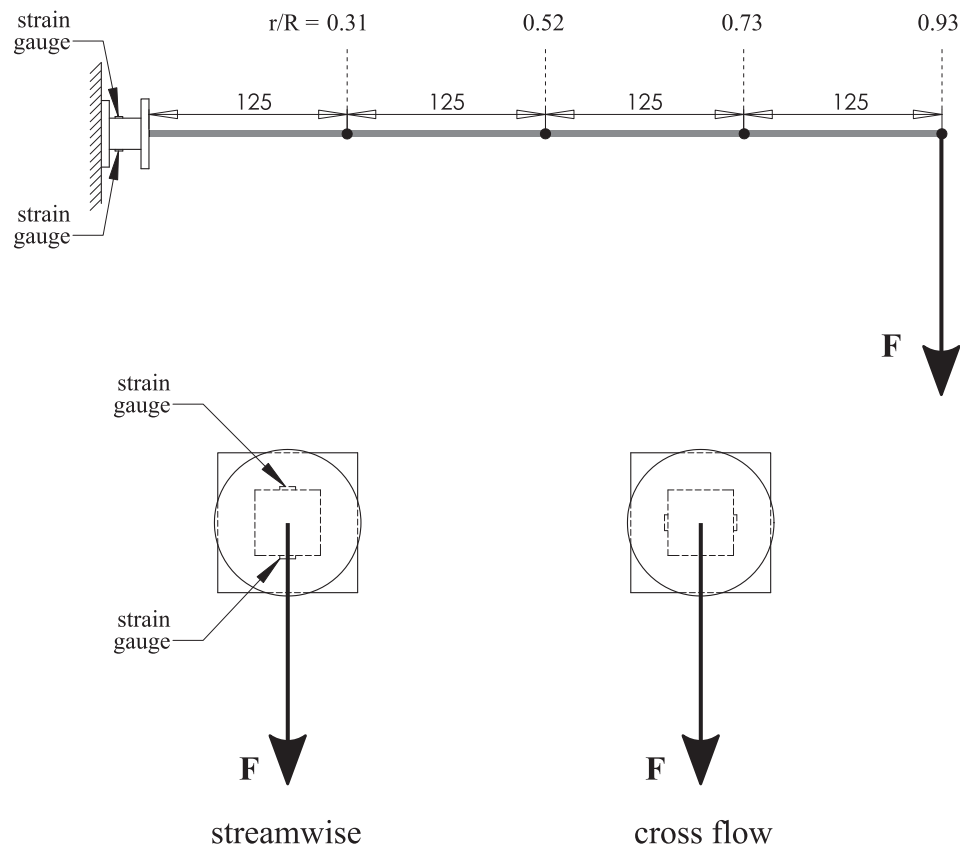 strain
gauge
r/R = 0.31 0.52 0.73 0.93
125 125 125 125
strain
gauge
F
strain
gauge
strain
gauge
F F
streamwise cross flow